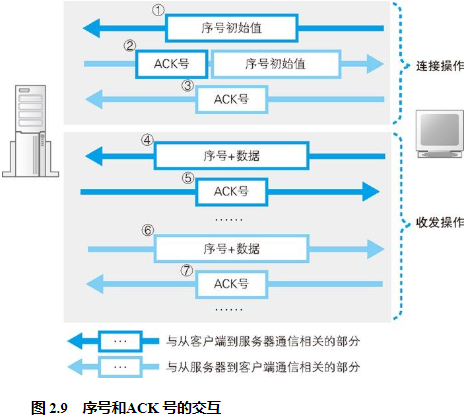 ①
序号初始值
②
ACK号 序号初始值
③
ACK号
连接操作
④
序号+数据
⑤
ACK号
……
收发操作
⑥
序号+数据
⑦
ACK号
……
… 与从客户端到服务器通信相关的部分
… 与从服务器到客户端通信相关的部分
图 2.9 序号和ACK 号的交互